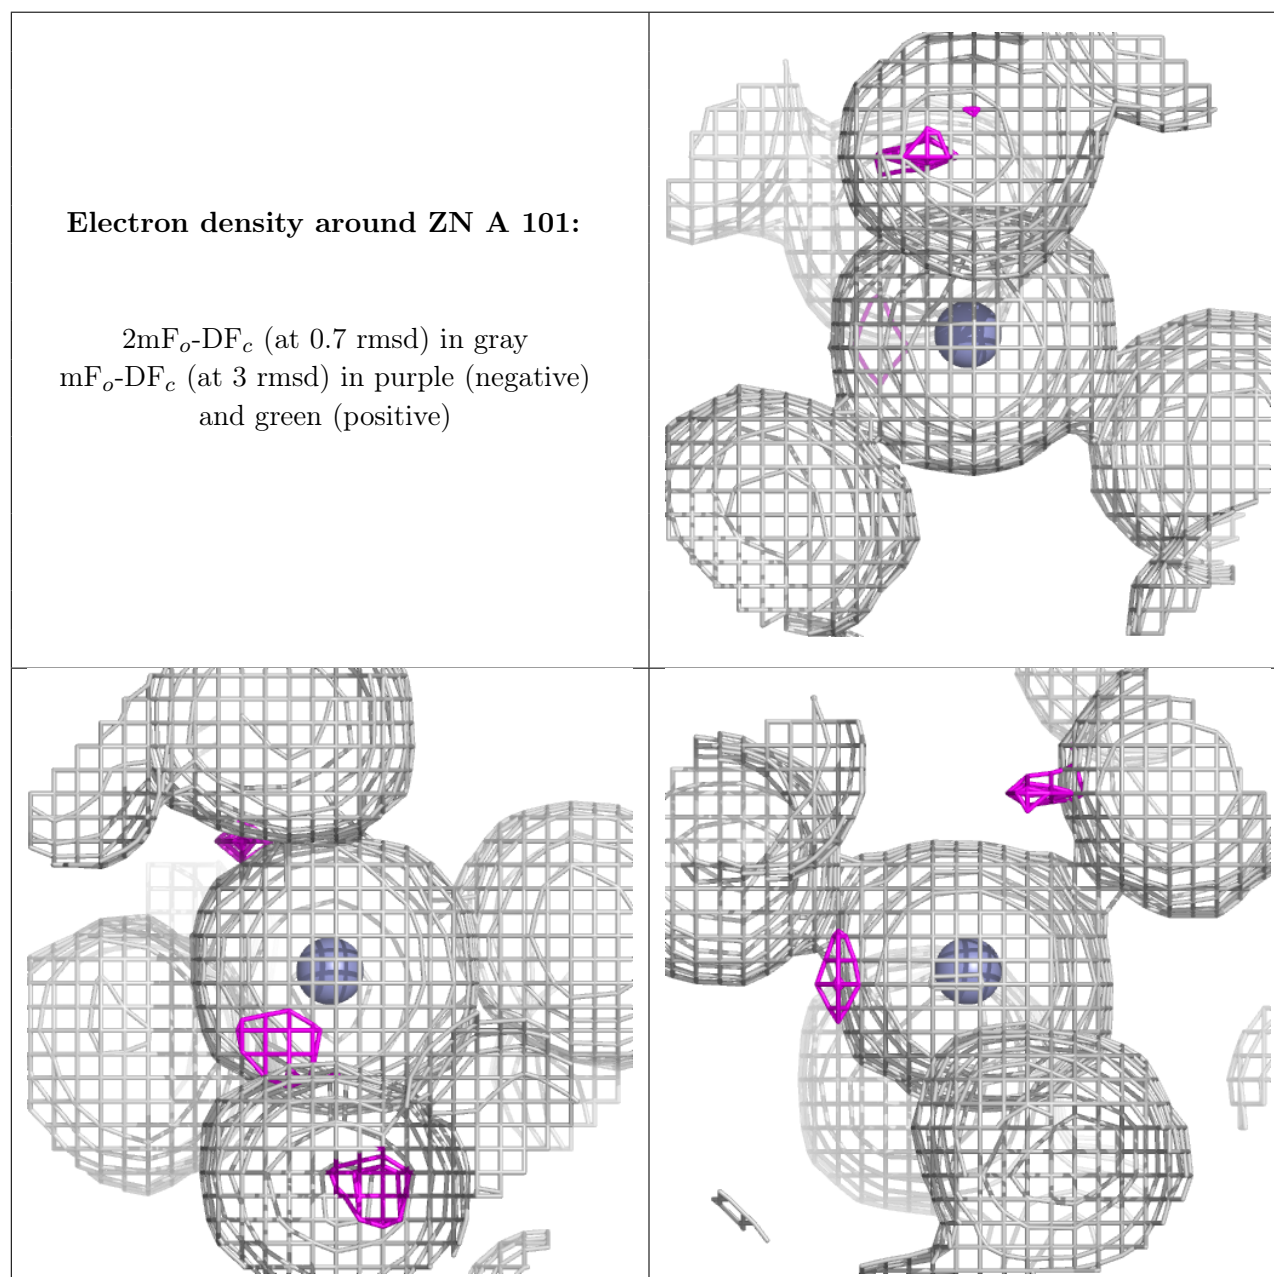 Electron density around ZN A 101:
2mFo-DFc (at 0.7 rmsd) in gray
mFo-DFc (at 3 rmsd) in purple (negative)
and green (positive)